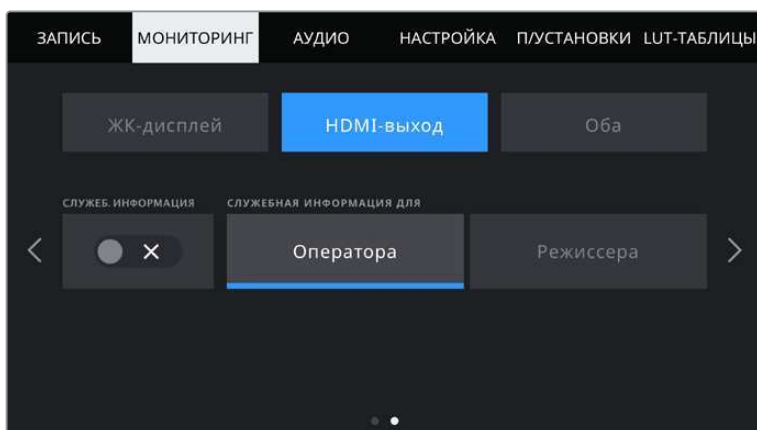 ЗАПИСЬ МОНИТОРИНГ АУДИО НАСТРОЙКА П/УСТАНОВКИ LUT-ТАБЛИЦЫ
ЖК-дисплей HDMI-выход Оба
СЛУЖЕБ. ИНФОРМАЦИЯ СЛУЖЕБНАЯ ИНФОРМАЦИЯ ДЛЯ
Оператора Режиссера